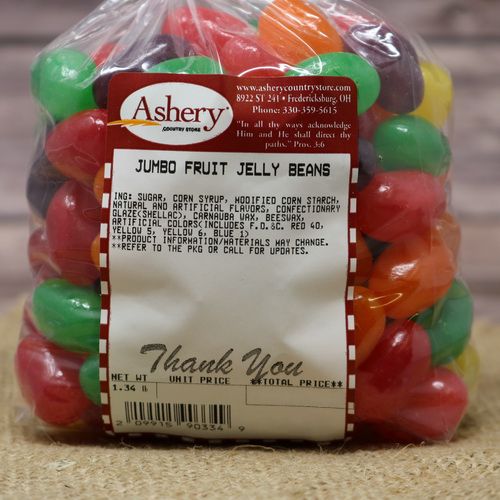 Ashery
COUNTRY STORE
www.asherycountrystore.com
8922 ST 241 • Fredericksburg, OH
Phone: 330-359-5615
"In all thy ways acknowledge
Him and He shall direct thy
paths." Prov. 3:6
JUMBO FRUIT JELLY BEANS
ING: SUGAR, CORN SYRUP, MODIFIED CORN STARCH,
NATURAL AND ARTIFICIAL FLAVORS, CONFECTIONARY
GLAZE(SHELLAC), CARNAUBA WAX, BEESWAX,
ARTIFICIAL COLORS(INCLUDES F.D.&C. RED 40,
YELLOW 5, YELLOW 6, BLUE 1)
**PRODUCT INFORMATION/MATERIALS MAY CHANGE.
**REFER TO THE PKG OR CALL FOR UPDATES.
Thank You
NET WT UNIT PRICE **TOTAL PRICE**
1.34 lb
2 09915 90334 9